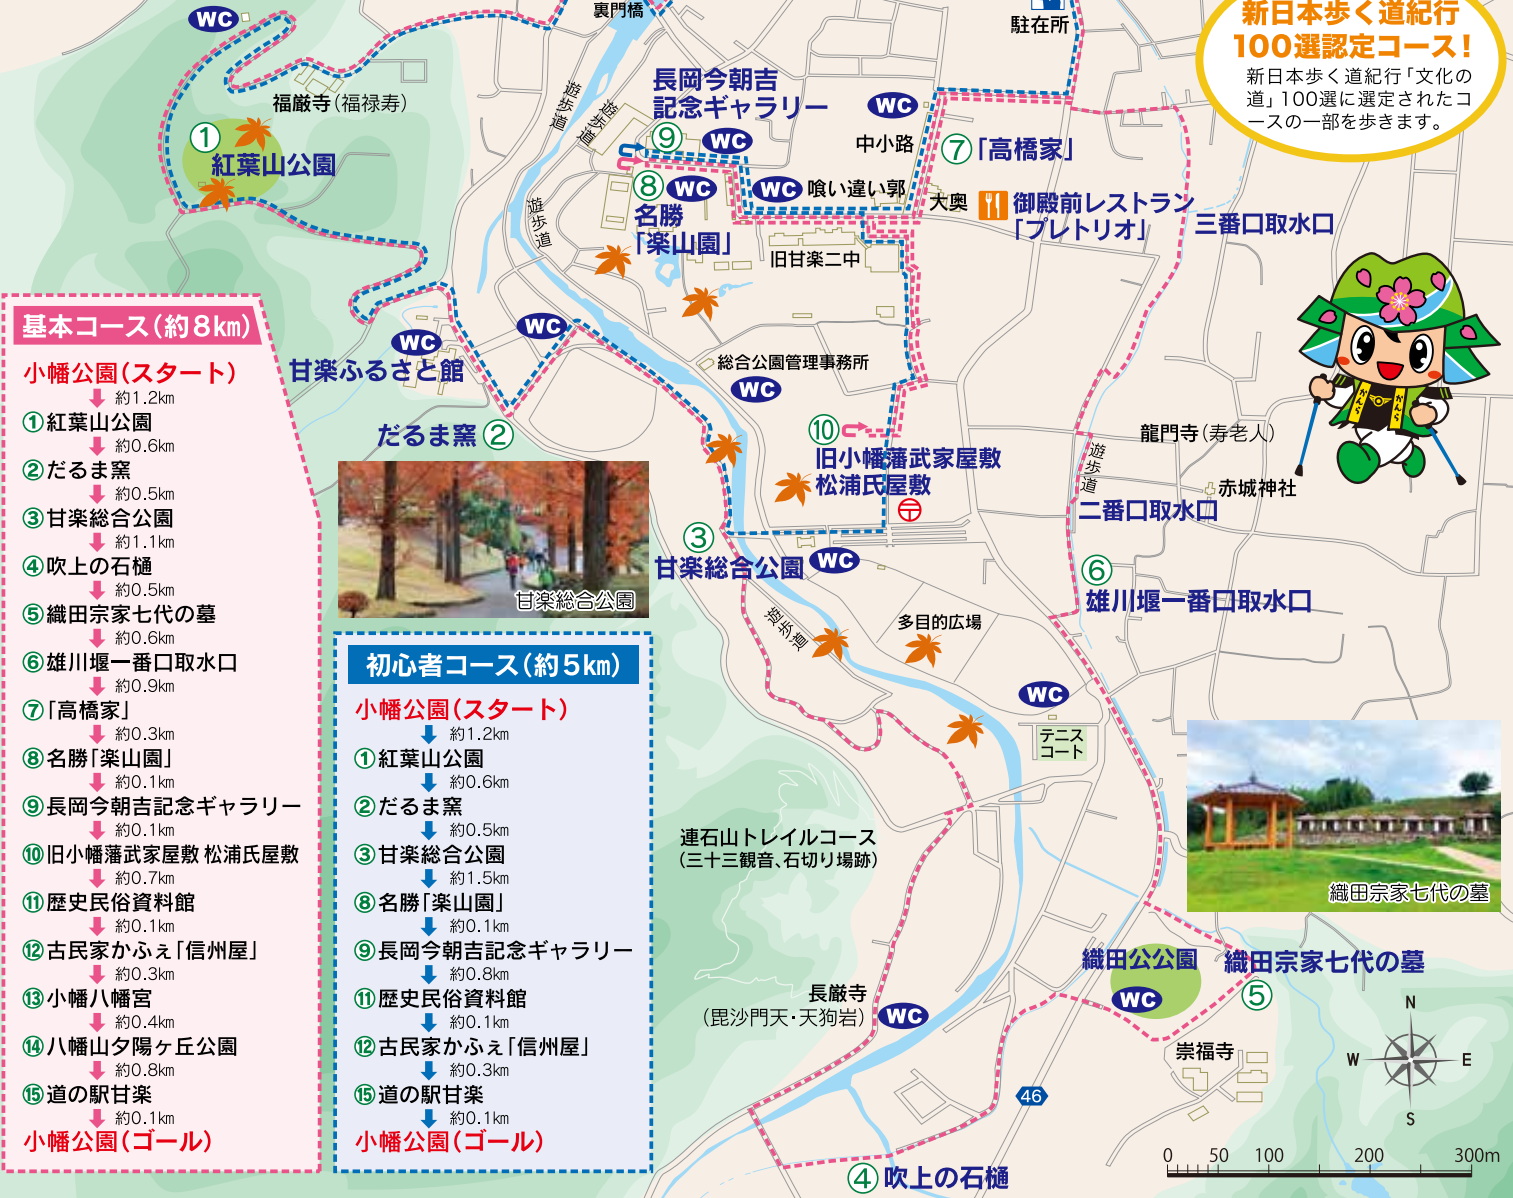 裏門橋
駐在所
新日本歩く道紀行
100選認定コース！
新日本歩く道紀行「文化の
道」100選に選定されたコ
ースの一部を歩きます。
WC
福厳寺(福禄寿)
①
紅葉山公園
遊歩道
遊歩道
遊歩道
長岡今朝吉
記念ギャラリー
⑨
WC
WC
中小路
⑦「高橋家」
⑧
WC
名勝
「楽山園」
WC
喰い違い郭
大奥
御殿前レストラン
「プレトリオ」
三番口取水口
旧甘楽二中
WC
WC
甘楽ふるさと館
だるま窯②
総合公園管理事務所
WC
⑩
旧小幡藩武家屋敷
松浦氏屋敷
龍門寺(寿老人)
遊歩道
赤城神社
二番口取水口
③
甘楽総合公園
WC
⑥
雄川堰一番口取水口
甘楽総合公園
遊歩道
多目的広場
WC
テニス
コート
連石山トレイルコース
(三十三観音、石切り場跡)
織田宗家七代の墓
長厳寺
(毘沙門天・天狗岩)
WC
織田公公園
WC
織田宗家七代の墓
⑤
崇福寺
46
④吹上の石樋
N
W
E
S
0 50 100 200 300m
かんら
かんら
基本コース(約8km)
小幡公園(スタート)
約1.2km
①紅葉山公園
約0.6km
②だるま窯
約0.5km
③甘楽総合公園
約1.1km
④吹上の石樋
約0.5km
⑤織田宗家七代の墓
約0.6km
⑥雄川堰一番口取水口
約0.9km
⑦「高橋家」
約0.3km
⑧名勝「楽山園」
約0.1km
⑨長岡今朝吉記念ギャラリー
約0.1km
⑩旧小幡藩武家屋敷 松浦氏屋敷
約0.7km
⑪歴史民俗資料館
約0.1km
⑫古民家かふぇ「信州屋」
約0.3km
⑬小幡八幡宮
約0.4km
⑭八幡山夕陽ヶ丘公園
約0.8km
⑮道の駅甘楽
約0.1km
小幡公園(ゴール)
初心者コース(約5km)
小幡公園(スタート)
約1.2km
①紅葉山公園
約0.6km
②だるま窯
約0.5km
③甘楽総合公園
約1.5km
⑧名勝「楽山園」
約0.1km
⑨長岡今朝吉記念ギャラリー
約0.8km
⑪歴史民俗資料館
約0.1km
⑫古民家かふぇ「信州屋」
約0.3km
⑮道の駅甘楽
約0.1km
小幡公園(ゴール)